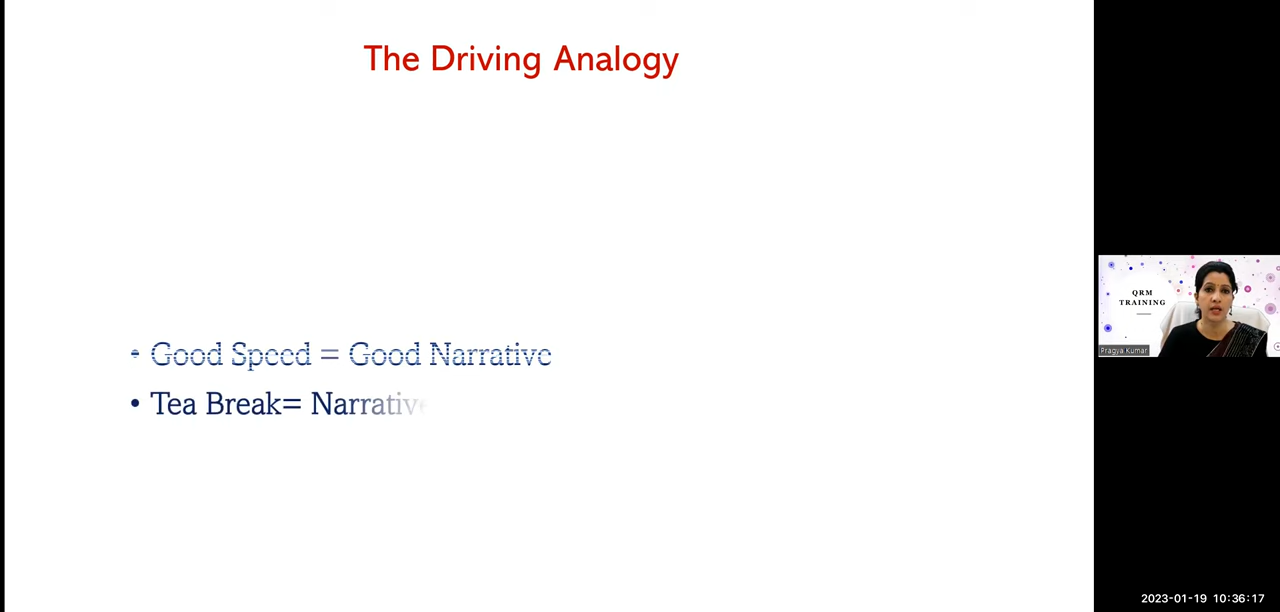 The Driving Analogy
• Good Speed = Good Narrative
• Tea Break= Narrative
QRM
TRAINING
Pragya Kumar
2023-01-19 10:36:17